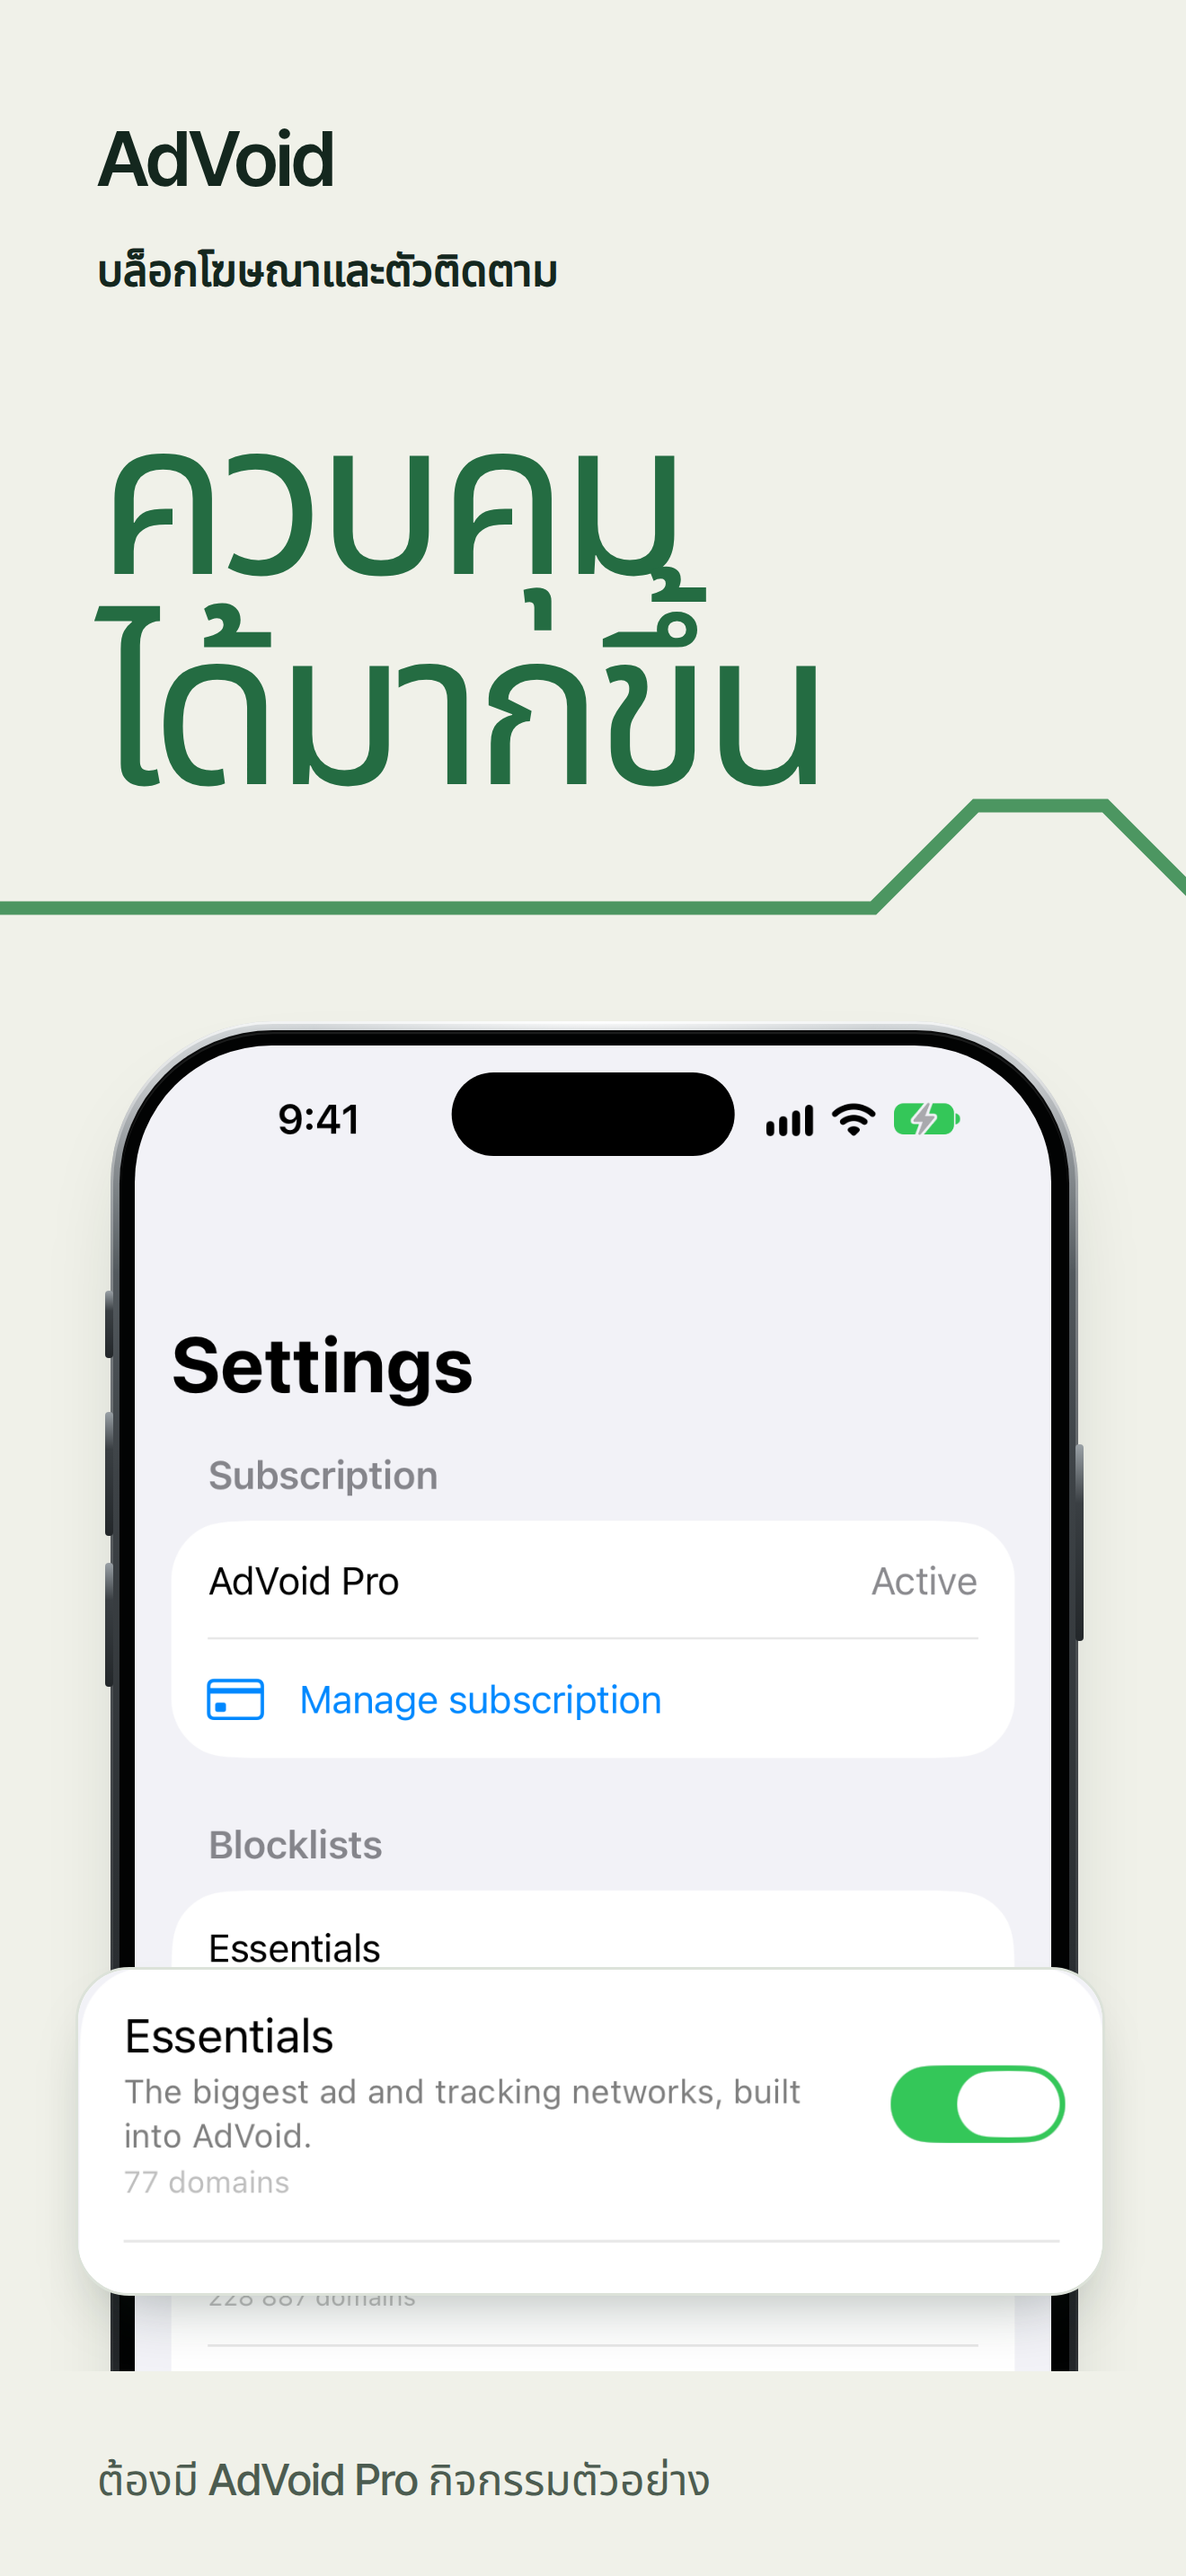 AdVoid
บล็อกโฆษณาและตัวติดตาม
ควบคุม
ได้มากขึ้น
9:41
Settings
Subscription
AdVoid Pro
Active
Manage subscription
Blocklists
Essentials
Essentials
The biggest ad and tracking networks, built
into AdVoid.
77 domains
228 887 domains
ต้องมี AdVoid Pro กิจกรรมตัวอย่าง